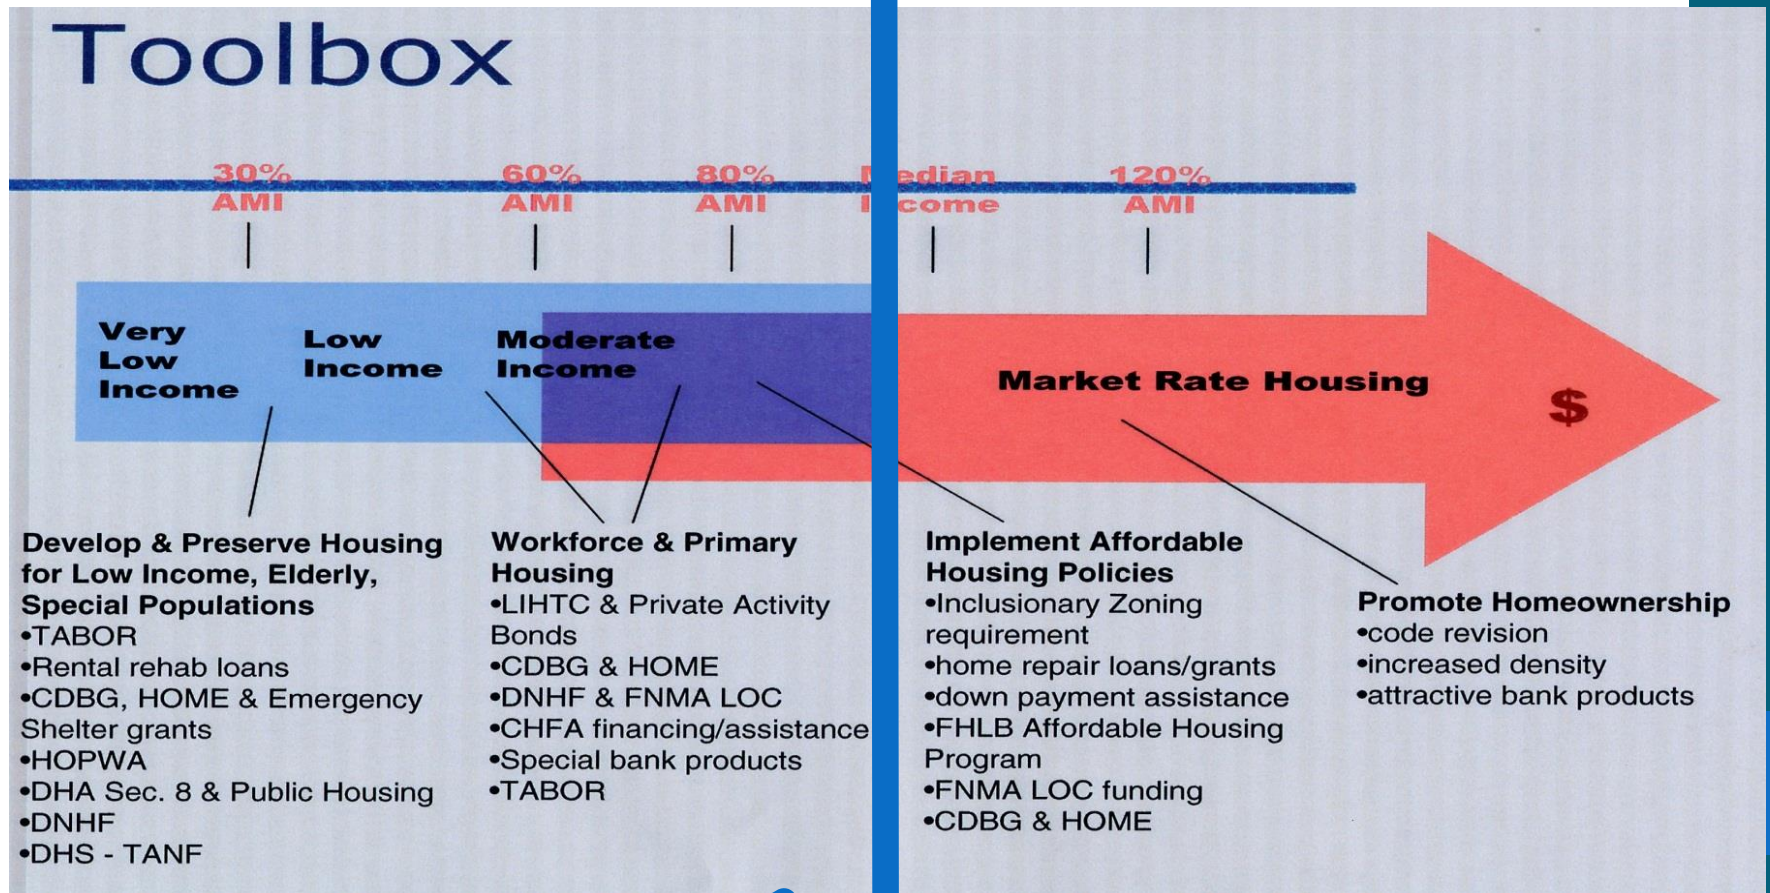 Toolbox
30%
AMI
60%
AMI
80%
AMI
Median
Income
120%
AMI
Very
Low
Income
Low
Income
Moderate
Income
Market Rate Housing
$
Develop & Preserve Housing
for Low Income, Elderly,
Special Populations
•TABOR
•Rental rehab loans
•CDBG, HOME & Emergency
Shelter grants
•HOPWA
•DHA Sec. 8 & Public Housing
•DNHF
•DHS - TANF
Workforce & Primary
Housing
•LIHTC & Private Activity
Bonds
•CDBG & HOME
•DNHF & FNMA LOC
•CHFA financing/assistance
•Special bank products
•TABOR
Implement Affordable
Housing Policies
•Inclusionary Zoning
requirement
•home repair loans/grants
•down payment assistance
•FHLB Affordable Housing
Program
•FNMA LOC funding
•CDBG & HOME
Promote Homeownership
•code revision
•increased density
•attractive bank products